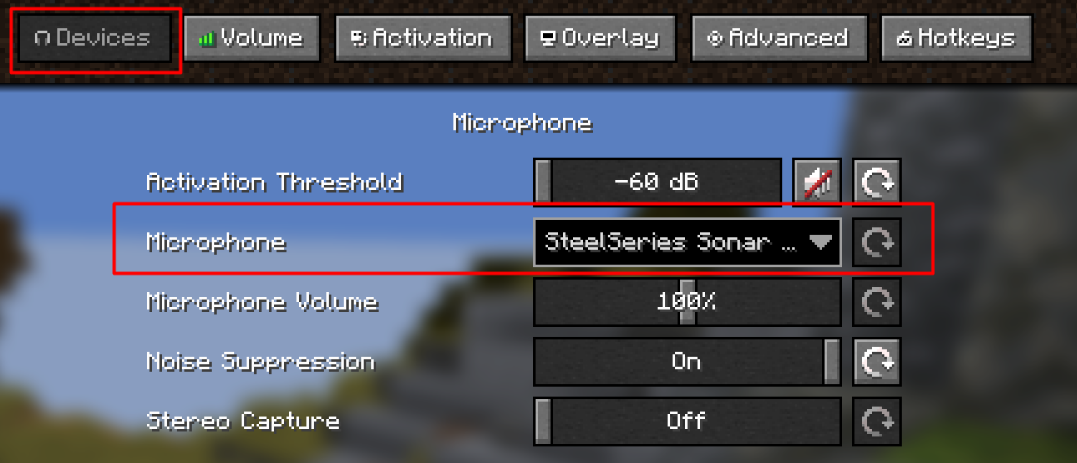 Devices Volume Activation Overlay Advanced Hotkeys
Microphone
Activation Threshold -60 dB
Microphone SteelSeries Sonar ...
Microphone Volume 100%
Noise Suppression On
Stereo Capture Off